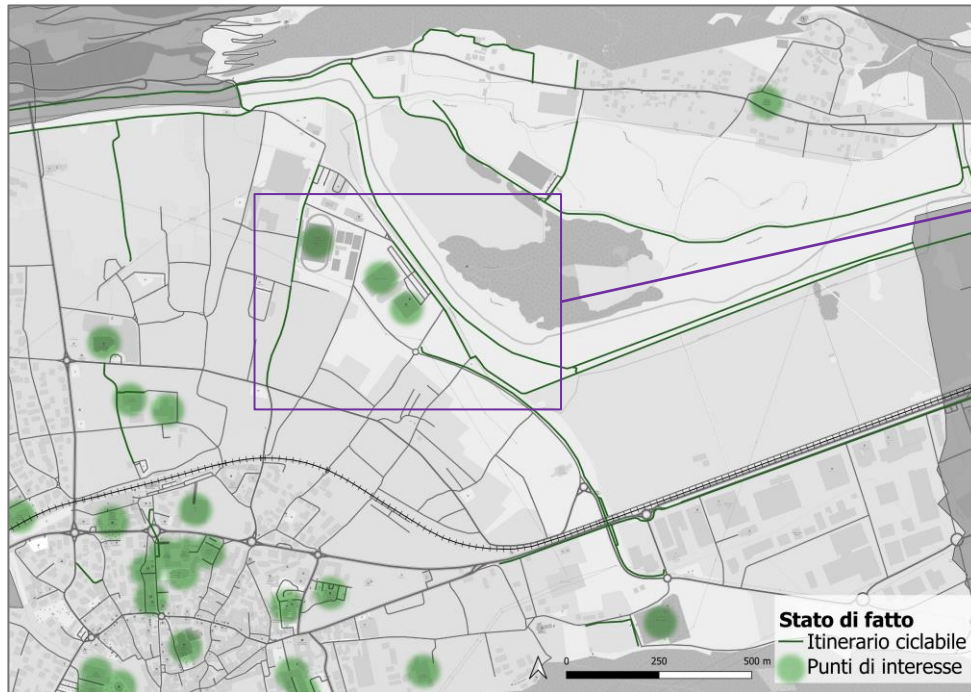 Stato di fatto
Itinerario ciclabile
Punti di interesse
0 250 500 m